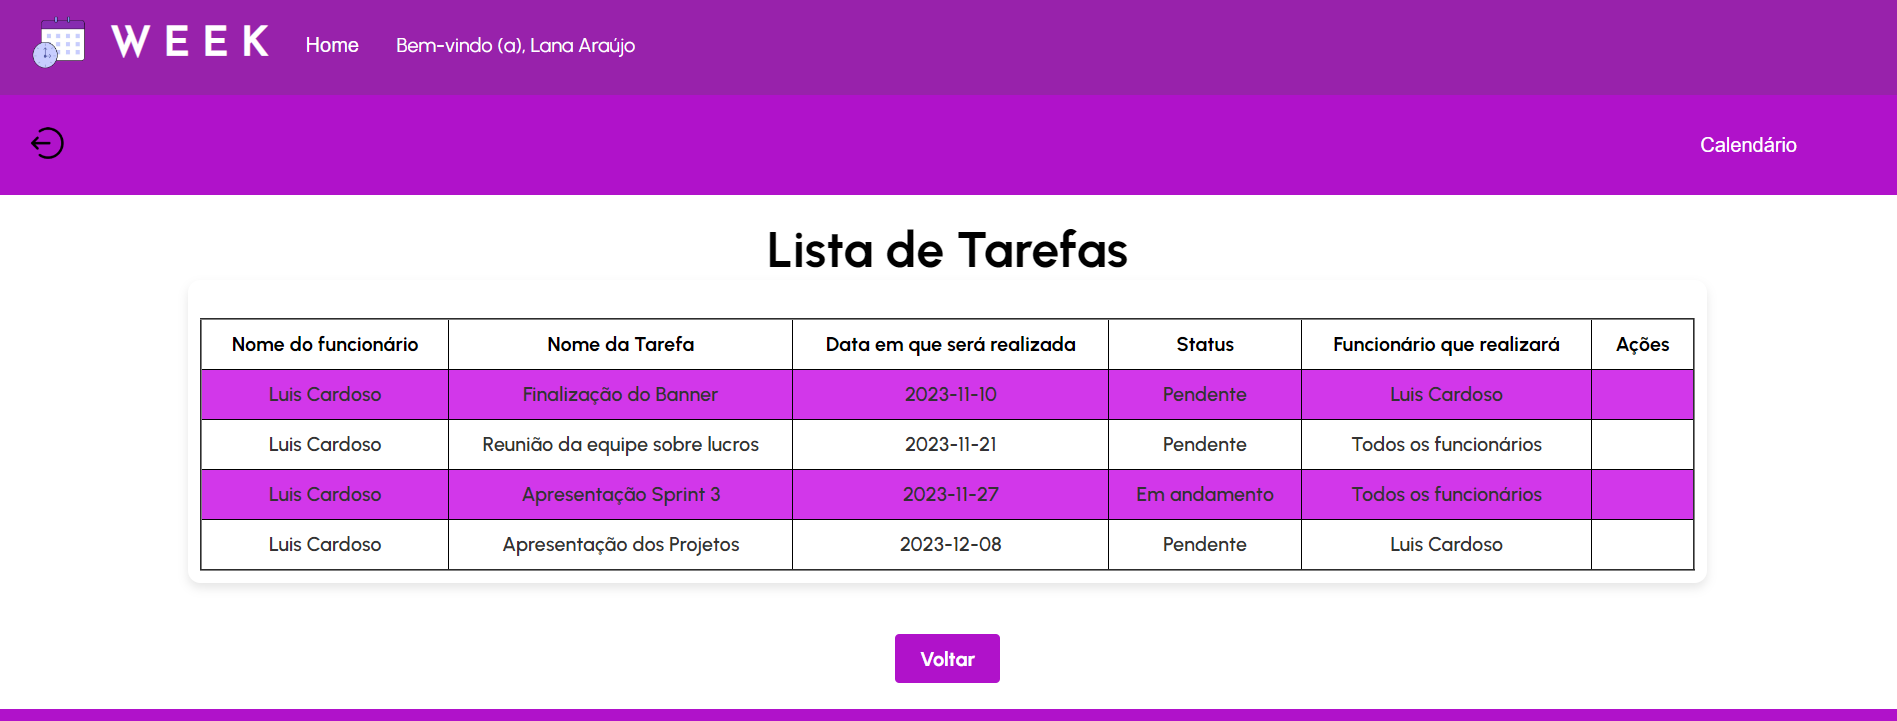 WEEK Home Bem-vindo (a), Lana Araújo
Calendário
Lista de Tarefas
Nome do funcionário Nome da Tarefa Data em que será realizada Status Funcionário que realizará Ações
Luis Cardoso Finalização do Banner 2023-11-10 Pendente Luis Cardoso
Luis Cardoso Reunião da equipe sobre lucros 2023-11-21 Pendente Todos os funcionários
Luis Cardoso Apresentação Sprint 3 2023-11-27 Em andamento Todos os funcionários
Luis Cardoso Apresentação dos Projetos 2023-12-08 Pendente Luis Cardoso
Voltar